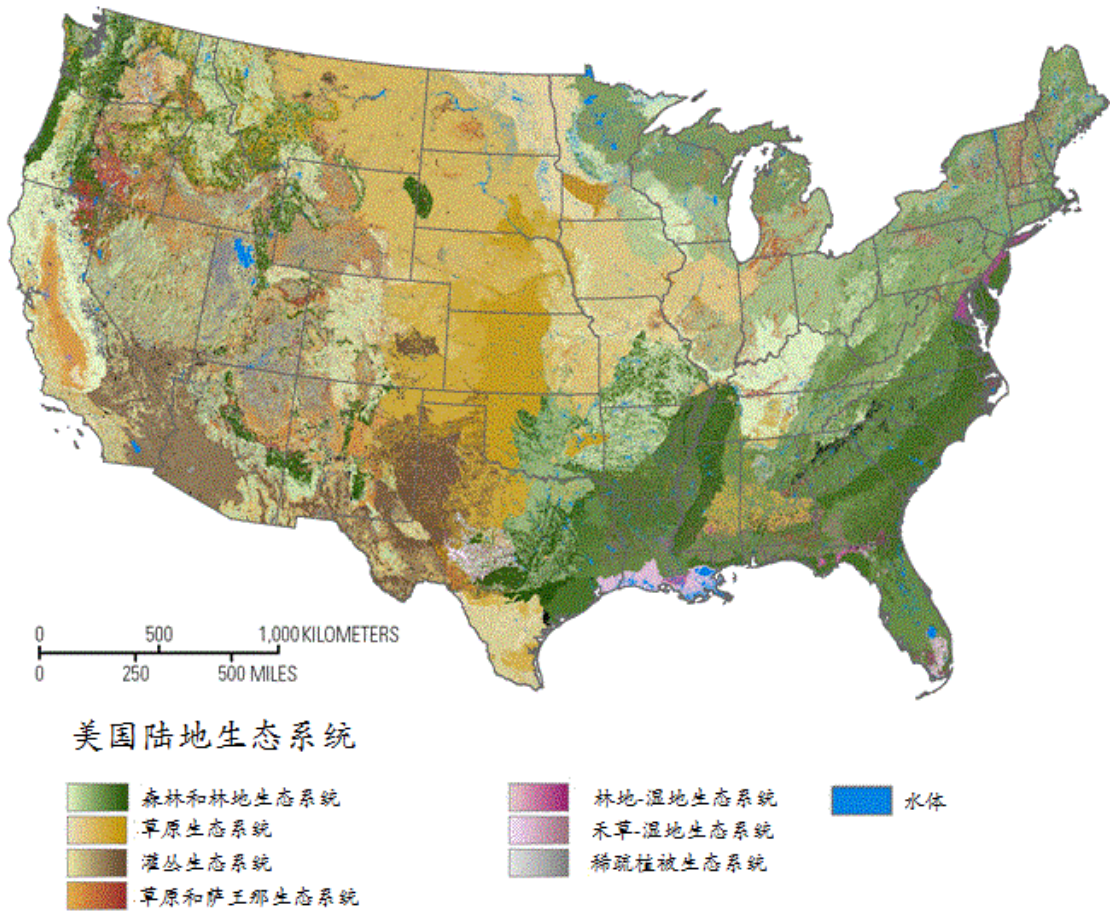 0 500 1,000 KILOMETERS
0 250 500 MILES
美国陆地生态系统
森林和林地生态系统
草原生态系统
灌丛生态系统
草原和萨王那生态系统
林地-湿地生态系统
禾草-湿地生态系统
稀疏植被生态系统
水体